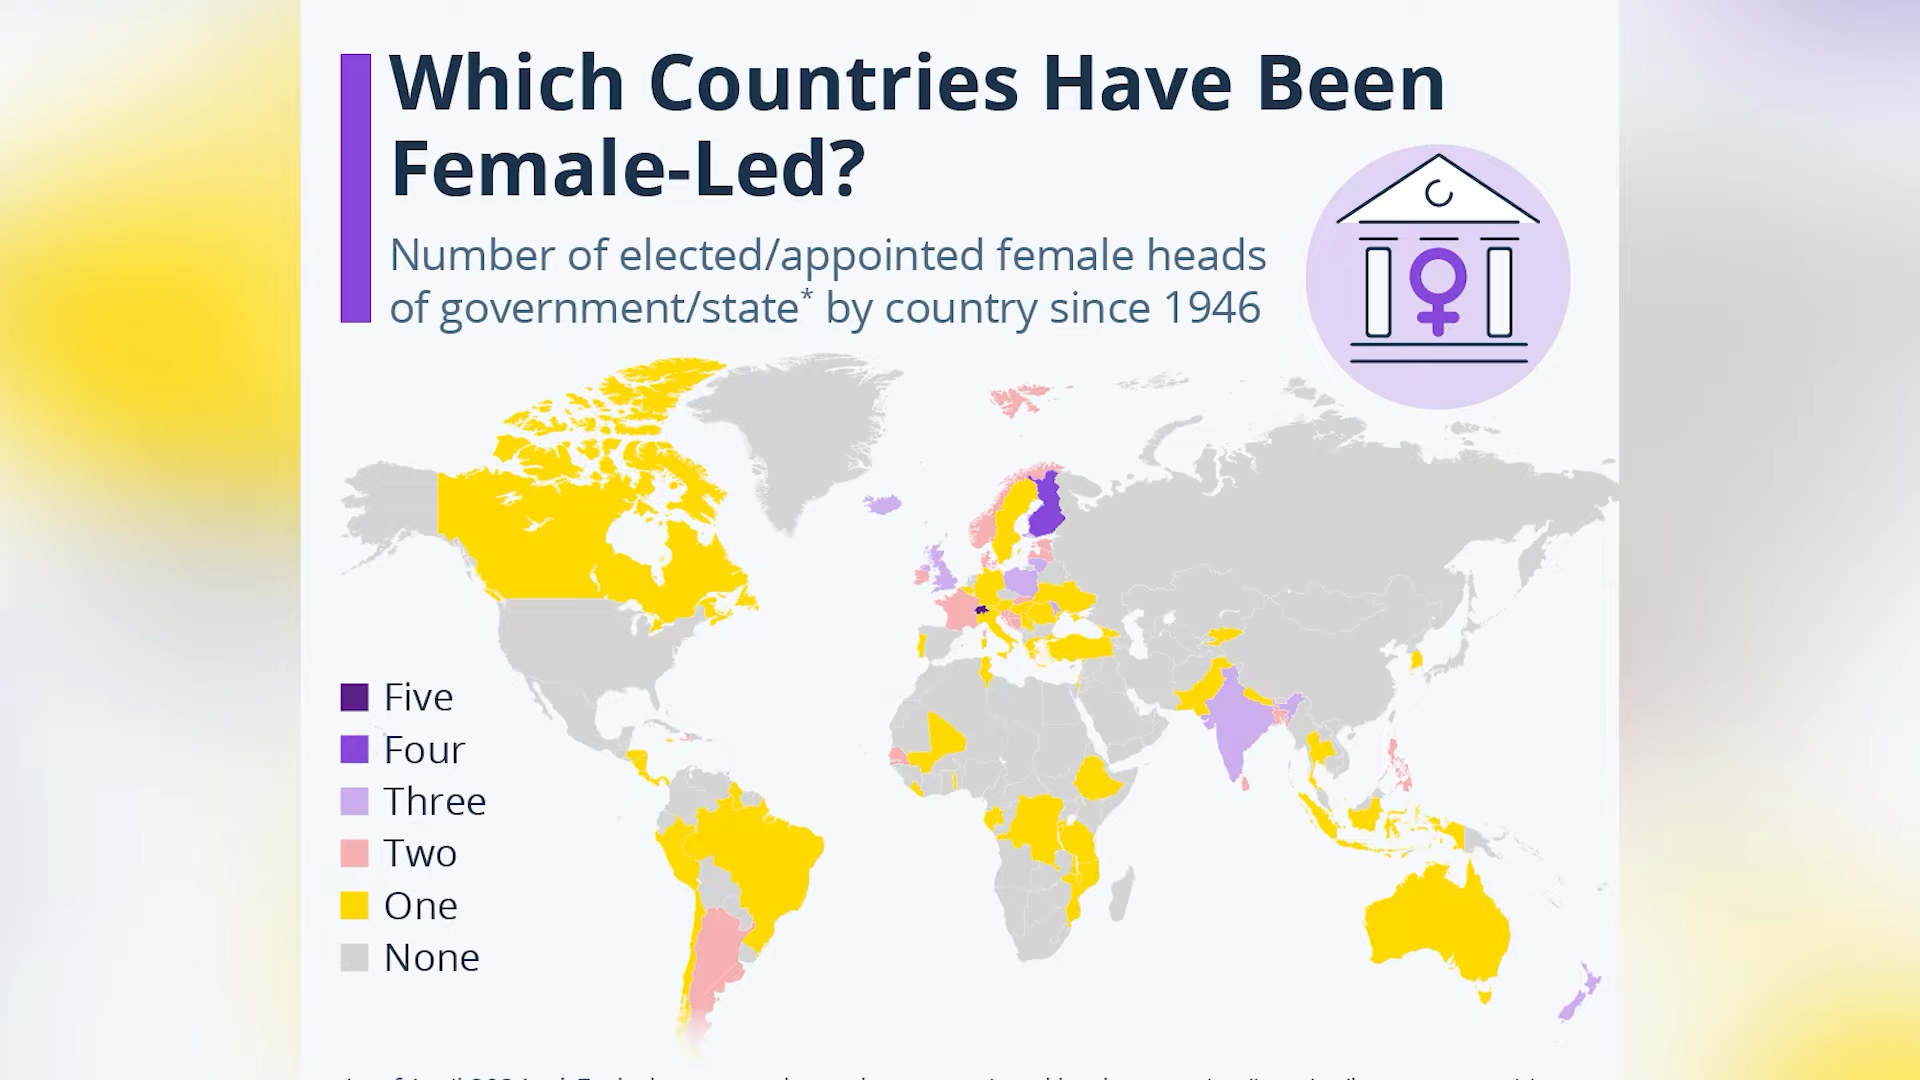 Which Countries Have Been
Female-Led?
Number of elected/appointed female heads
of government/state* by country since 1946
Five
Four
Three
Two
One
None